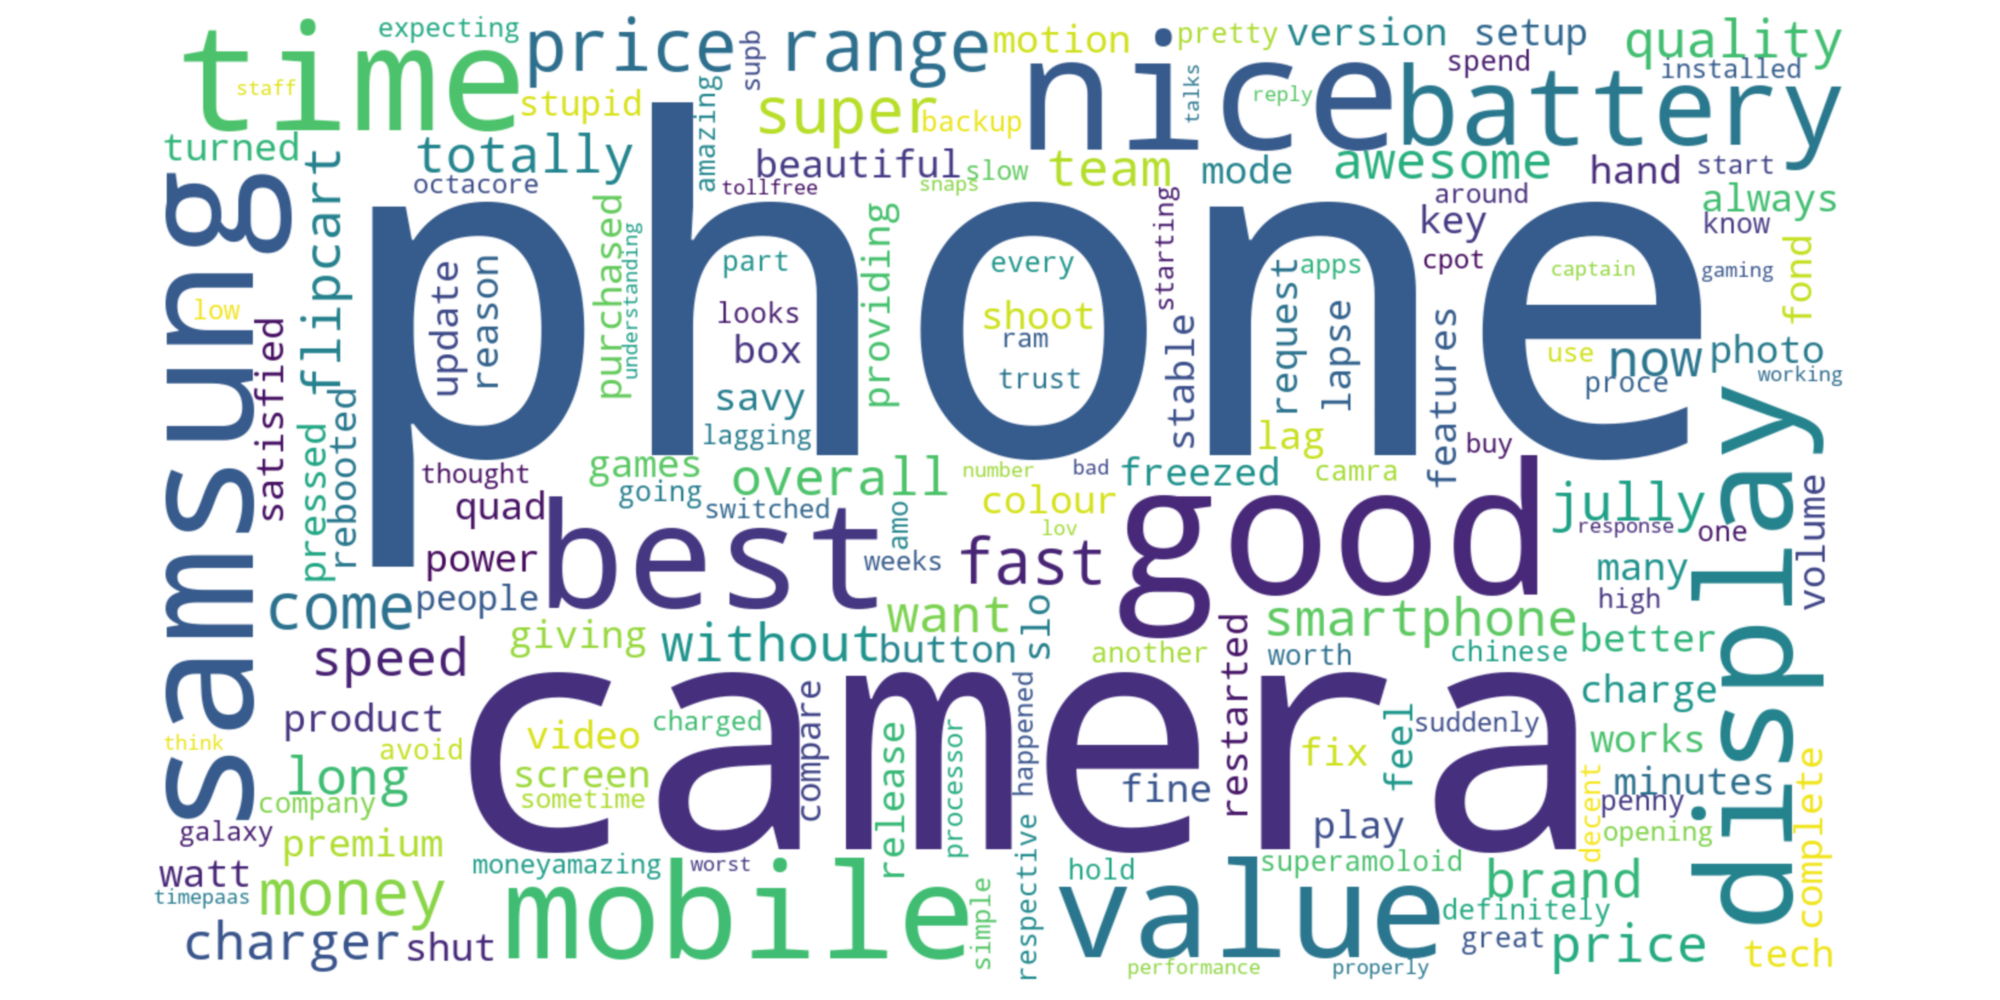 expecting
time
staff
price range
supb
motion
pretty
version
setup
quality
spend
installed
nice
battery
stupid
amazing
super
backup
talks
reply
turned
totally
octacore
beautiful
tollfree
slow
snaps
team
mode
awesome
hand
start
around
always
samsung
flipcart
phone
purchased
understanding
providing
starting
key
know
cpot
low
update
reason
part
every
apps
captain
gaming
fond
looks
shoot
ram
request
lapse
box
trust
stable
features
use
now
photo
proce
working
satisfied
savy
lagging
lag
buy
pressed
rebooted
thought
games
going
overall
number
bad
freezed
camra
display
quad
switched
amo
colour
lov
good
jully
response
one
volume
best
power
weeks
fast
many
high
come
people
want
slo
smartphone
better
giving
without
button
another
restarted
worth
chinese
speed
camera
charge
product
avoid
video
charged
compare
release
processor
respective
happened
feel
suddenly
works
think
long
screen
sometime
fine
fix
minutes
company
decent
penny
complete
galaxy
premium
play
opening
watt
moneyamazing
worst
hold
superamoloid
brand
timepaas
money
mobile
simple
value
definitely
charger
shut
great
price
tech
performance
properly